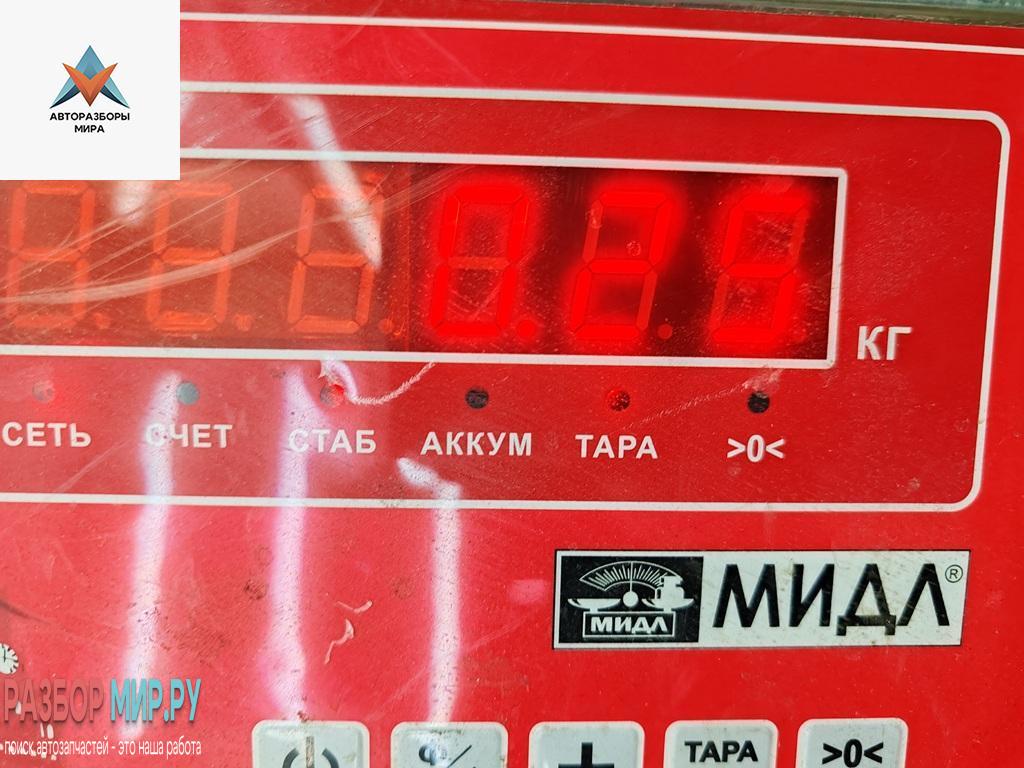 АВТОРАЗБОРЫ
МИРА
КГ
СЕТЬ СЧЕТ СТАБ АККУМ ТАРА >0<
МИДЛ МИДЛ®
РАЗБОР МИР.РУ
поиск автозапчастей - это наша работа
+ ТАРА >0<